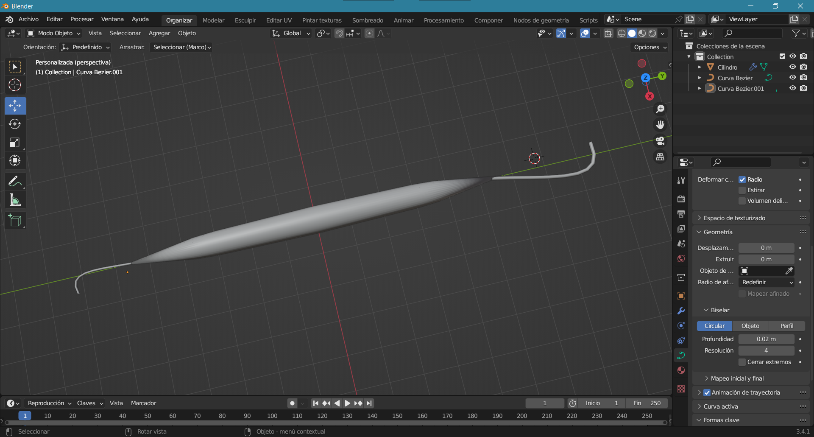 Blender
Archivo Editar Procesar Ventana Ayuda Organizar Modelar Esculpir Editar UV Pintar texturas Sombreado Animar Procesamiento Componer Nodos de geometría Scripts Scene ViewLayer
Modo Objeto Vista Seleccionar Agregar Objeto Global
Orientación: Predefinido Arrastrar: Seleccionar (Marco) Opciones
Personalizada (perspectiva)
(1) Collection | Curva Bezier.001
Z Y X
Colecciones de la escena
Collection
Cilindro
Curva Bezier
Curva Bezier.001
Deformar c... Radio
Estirar
Volumen deli...
Espacio de texturizado
Geometría
Desplazam... 0 m
Extruir 0 m
Objeto de ...
Radio de af... Redefinir
Mapear afinado
Biselar
Circular Objeto Perfil
Profundidad 0.02 m
Resolución 4
Cerrar extremos
Mapeo inicial y final
Animación de trayectoria
Curva activa
Formas clave
Reproducción Claves Vista Marcador 1 Inicio 1 Fin 250
1 10 20 30 40 50 60 70 80 90 100 110 120 130 140 150 160 170 180 190 200 210 220 230 240 250
Seleccionar Rotar vista Objeto - menú contextual 3.4.1